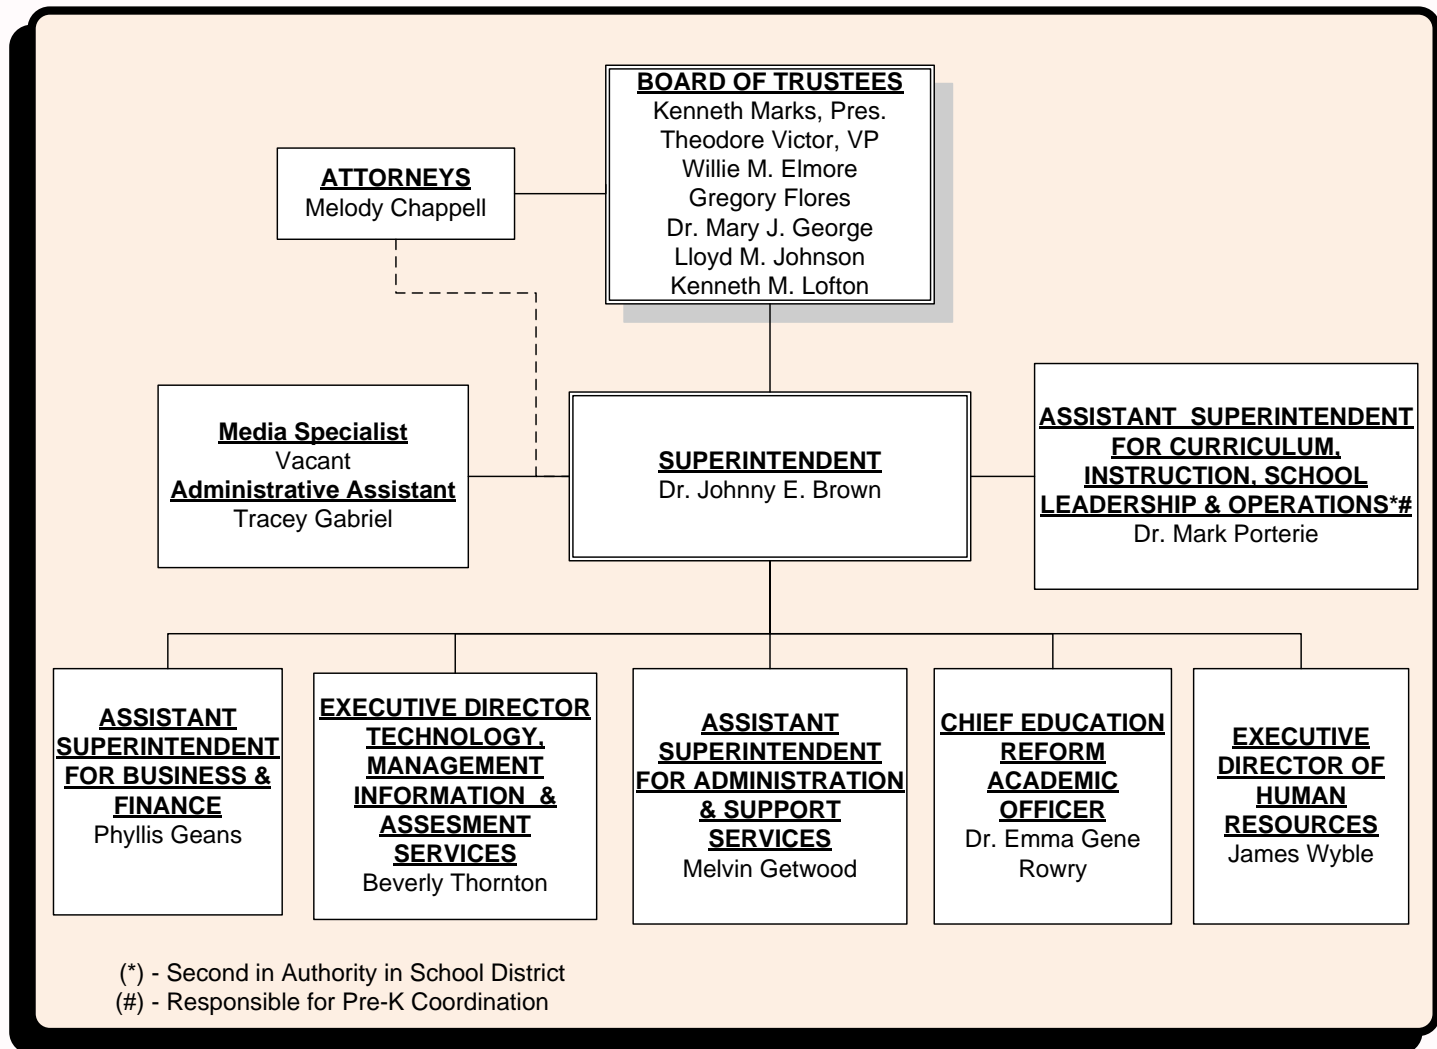 BOARD OF TRUSTEES
Kenneth Marks, Pres.
Theodore Victor, VP
Willie M. Elmore
Gregory Flores
Dr. Mary J. George
Lloyd M. Johnson
Kenneth M. Lofton
ATTORNEYS
Melody Chappell
Media Specialist
Vacant
Administrative Assistant
Tracey Gabriel
SUPERINTENDENT
Dr. Johnny E. Brown
ASSISTANT SUPERINTENDENT
FOR CURRICULUM,
INSTRUCTION, SCHOOL
LEADERSHIP & OPERATIONS*#
Dr. Mark Porterie
ASSISTANT
SUPERINTENDENT
FOR BUSINESS &
FINANCE
Phyllis Geans
EXECUTIVE DIRECTOR
TECHNOLOGY,
MANAGEMENT
INFORMATION &
ASSESMENT
SERVICES
Beverly Thornton
ASSISTANT
SUPERINTENDENT
FOR ADMINISTRATION
& SUPPORT
SERVICES
Melvin Getwood
CHIEF EDUCATION
REFORM
ACADEMIC
OFFICER
Dr. Emma Gene
Rowry
EXECUTIVE
DIRECTOR OF
HUMAN
RESOURCES
James Wyble
(*) - Second in Authority in School District
(#) - Responsible for Pre-K Coordination